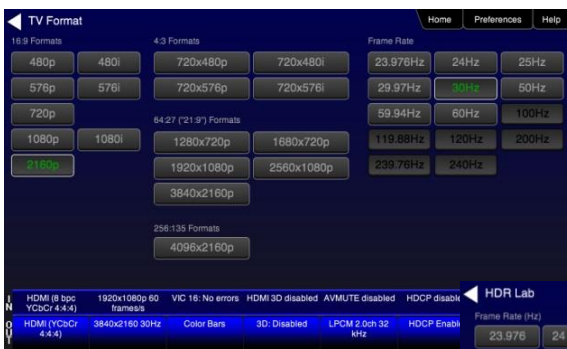 TV Format
Home Preferences Help
16:9 Formats 4:3 Formats Frame Rate
480p 480i 720x480p 720x480i 23.976Hz 24Hz 25Hz
576p 576i 720x576p 720x576i 29.97Hz 30Hz 50Hz
720p 64:27 ("21:9") Formats 59.94Hz 60Hz 100Hz
1080p 1080i 1280x720p 1680x720p 119.88Hz 120Hz 200Hz
2160p 1920x1080p 2560x1080p 239.76Hz 240Hz
3840x2160p
256:135 Formats
4096x2160p
IN
HDMI (8 bpc YCbCr 4:4:4)
1920x1080p 60 frames/s
VIC 16: No errors
HDMI 3D disabled
AVMUTE disabled
HDCP disable
OUT
HDMI (YCbCr 4:4:4)
3840x2160 30Hz
Color Bars
3D: Disabled
LPCM 2.0ch 32 kHz
HDCP Enabl
HDR Lab
Frame Rate (Hz)
23.976 24